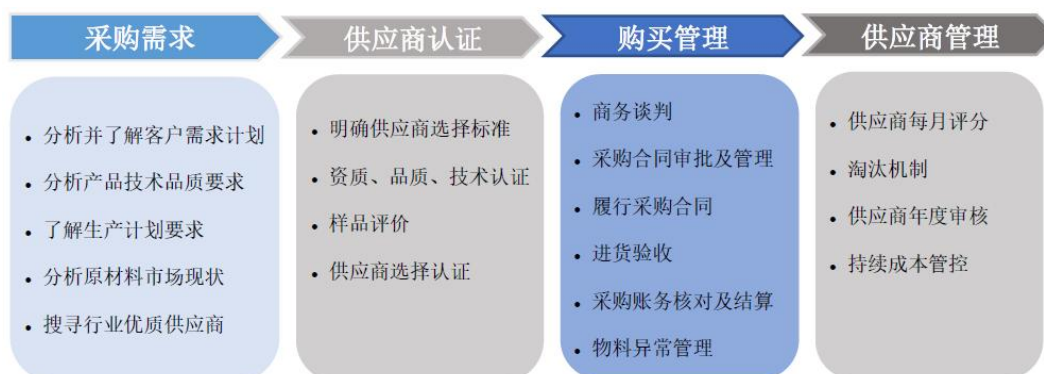 采购需求
供应商认证
购买管理
供应商管理
• 分析并了解客户需求计划
• 分析产品技术品质要求
• 了解生产计划要求
• 分析原材料市场现状
• 搜寻行业优质供应商
• 明确供应商选择标准
• 资质、品质、技术认证
• 样品评价
• 供应商选择认证
• 商务谈判
• 采购合同审批及管理
• 履行采购合同
• 进货验收
• 采购账务核对及结算
• 物料异常管理
• 供应商每月评分
• 淘汰机制
• 供应商年度审核
• 持续成本管控